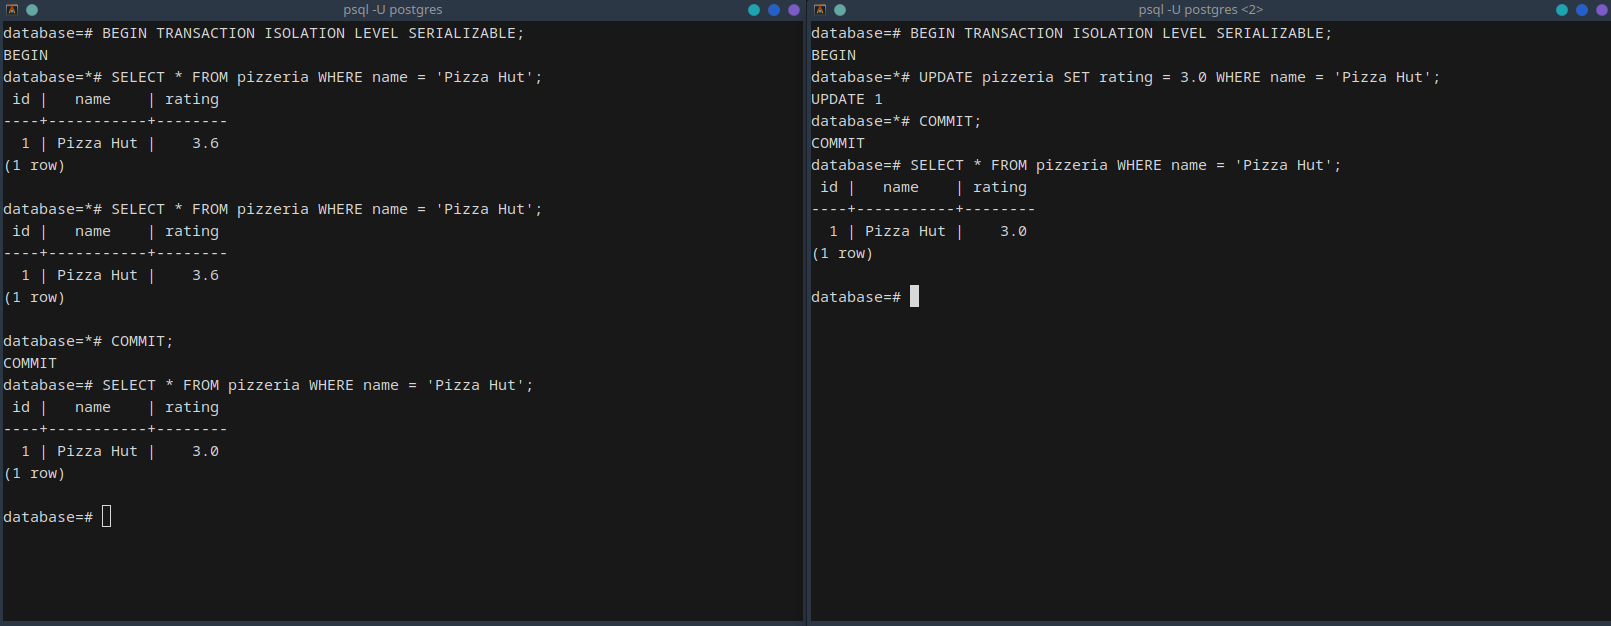 psql -U postgres
database=# BEGIN TRANSACTION ISOLATION LEVEL SERIALIZABLE;
BEGIN
database=*# SELECT * FROM pizzeria WHERE name = 'Pizza Hut';
 id |   name    | rating
----+-----------+--------
  1 | Pizza Hut |    3.6
(1 row)

database=*# SELECT * FROM pizzeria WHERE name = 'Pizza Hut';
 id |   name    | rating
----+-----------+--------
  1 | Pizza Hut |    3.6
(1 row)

database=*# COMMIT;
COMMIT
database=# SELECT * FROM pizzeria WHERE name = 'Pizza Hut';
 id |   name    | rating
----+-----------+--------
  1 | Pizza Hut |    3.0
(1 row)

database=#
psql -U postgres <2>
database=# BEGIN TRANSACTION ISOLATION LEVEL SERIALIZABLE;
BEGIN
database=*# UPDATE pizzeria SET rating = 3.0 WHERE name = 'Pizza Hut';
UPDATE 1
database=*# COMMIT;
COMMIT
database=# SELECT * FROM pizzeria WHERE name = 'Pizza Hut';
 id |   name    | rating
----+-----------+--------
  1 | Pizza Hut |    3.0
(1 row)

database=#